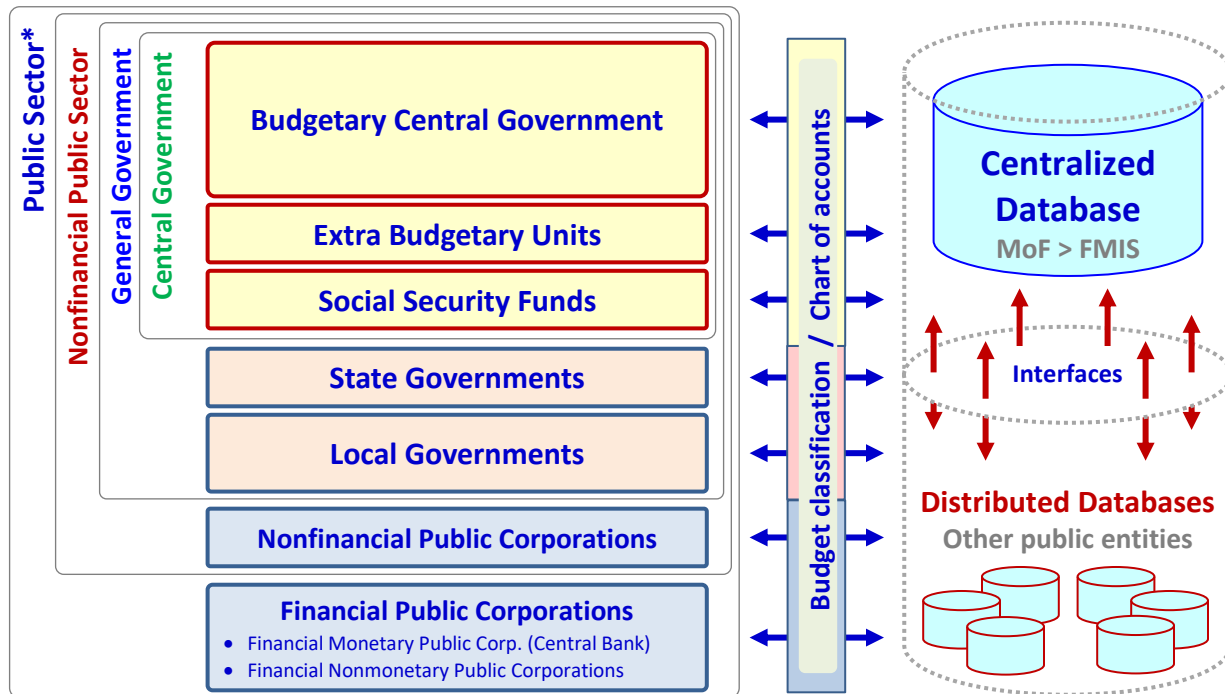 Public Sector*
Nonfinancial Public Sector
General Government
Central Government
Budgetary Central Government
Extra Budgetary Units
Social Security Funds
State Governments
Local Governments
Nonfinancial Public Corporations
Financial Public Corporations
• Financial Monetary Public Corp. (Central Bank)
• Financial Nonmonetary Public Corporations
Budget classification / Chart of accounts
Centralized
Database
MoF > FMIS
Interfaces
Distributed Databases
Other public entities